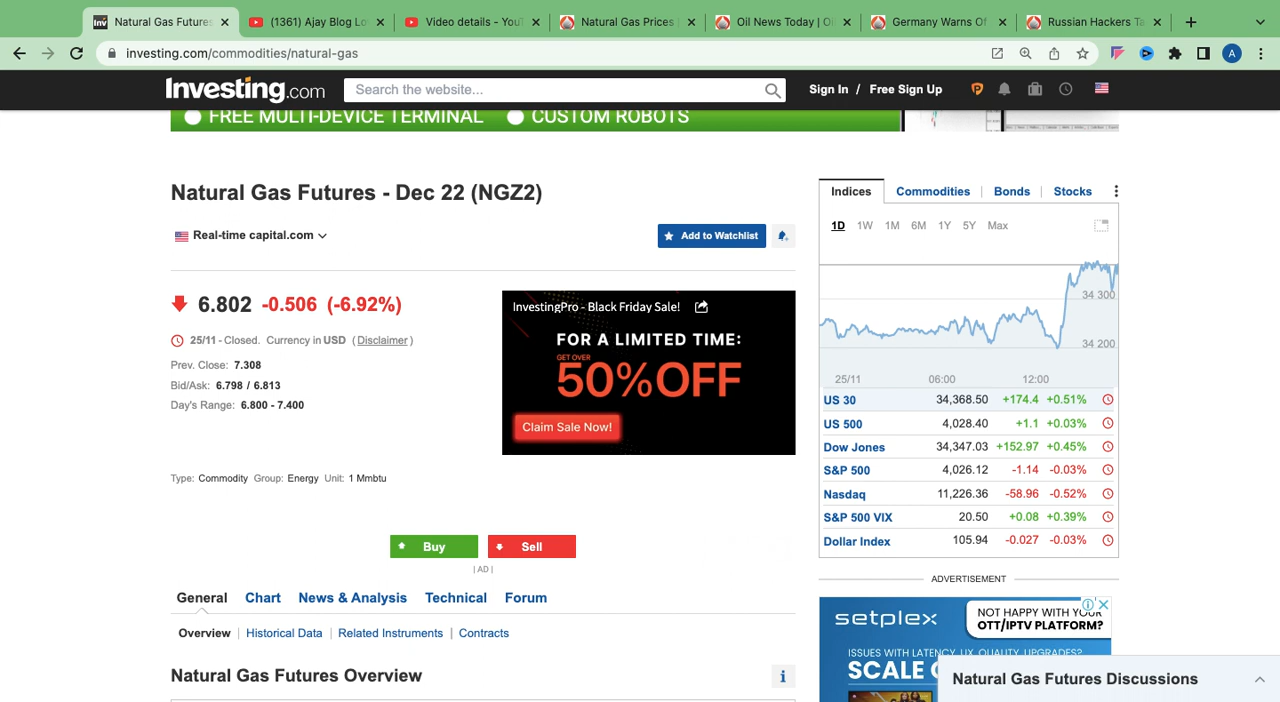 Natural Gas Futures
(1361) Ajay Blog Lo
Video details - You
Natural Gas Prices
Oil News Today | Oi
Germany Warns Of
Russian Hackers Ta
investing.com/commodities/natural-gas
A
Investing.com
Search the website...
Sign In / Free Sign Up
FREE MULTI-DEVICE TERMINAL CUSTOM ROBOTS
Natural Gas Futures - Dec 22 (NGZ2)
Real-time capital.com
Add to Watchlist
6.802 -0.506 (-6.92%)
25/11 - Closed. Currency in USD ( Disclaimer )
Prev. Close: 7.308
Bid/Ask: 6.798 / 6.813
Day's Range: 6.800 - 7.400
InvestingPro - Black Friday Sale!
FOR A LIMITED TIME:
GET OVER
50%OFF
Claim Sale Now!
Type: Commodity Group: Energy Unit: 1 Mmbtu
Buy
Sell
| AD |
General Chart News & Analysis Technical Forum
Overview | Historical Data | Related Instruments | Contracts
Natural Gas Futures Overview
i
Indices Commodities Bonds Stocks
1D 1W 1M 6M 1Y 5Y Max
34 300
34 200
25/11 06:00 12:00
US 30 34,368.50 +174.4 +0.51%
US 500 4,028.40 +1.1 +0.03%
Dow Jones 34,347.03 +152.97 +0.45%
S&P 500 4,026.12 -1.14 -0.03%
Nasdaq 11,226.36 -58.96 -0.52%
S&P 500 VIX 20.50 +0.08 +0.39%
Dollar Index 105.94 -0.027 -0.03%
ADVERTISEMENT
setplex
NOT HAPPY WITH YOUR
OTT/IPTV PLATFORM?
ISSUES WITH LATENCY, UX, QUALITY, UPGRADES?
SCALE
Natural Gas Futures Discussions